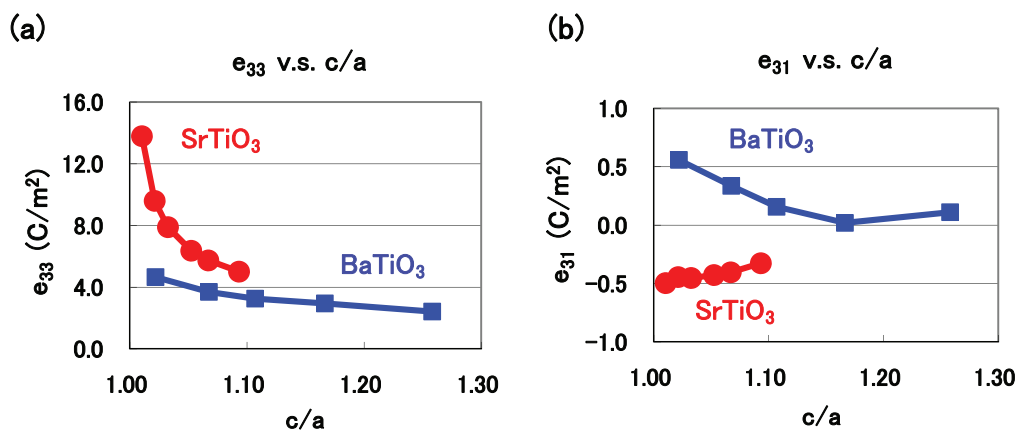 (a)
e33 v.s. c/a
16.0
12.0
8.0
4.0
0.0
e33 (C/m²)
SrTiO3
BaTiO3
1.00 1.10 1.20 1.30
c/a
(b)
e31 v.s. c/a
1.0
0.5
0.0
−0.5
−1.0
e31 (C/m²)
BaTiO3
SrTiO3
1.00 1.10 1.20 1.30
c/a